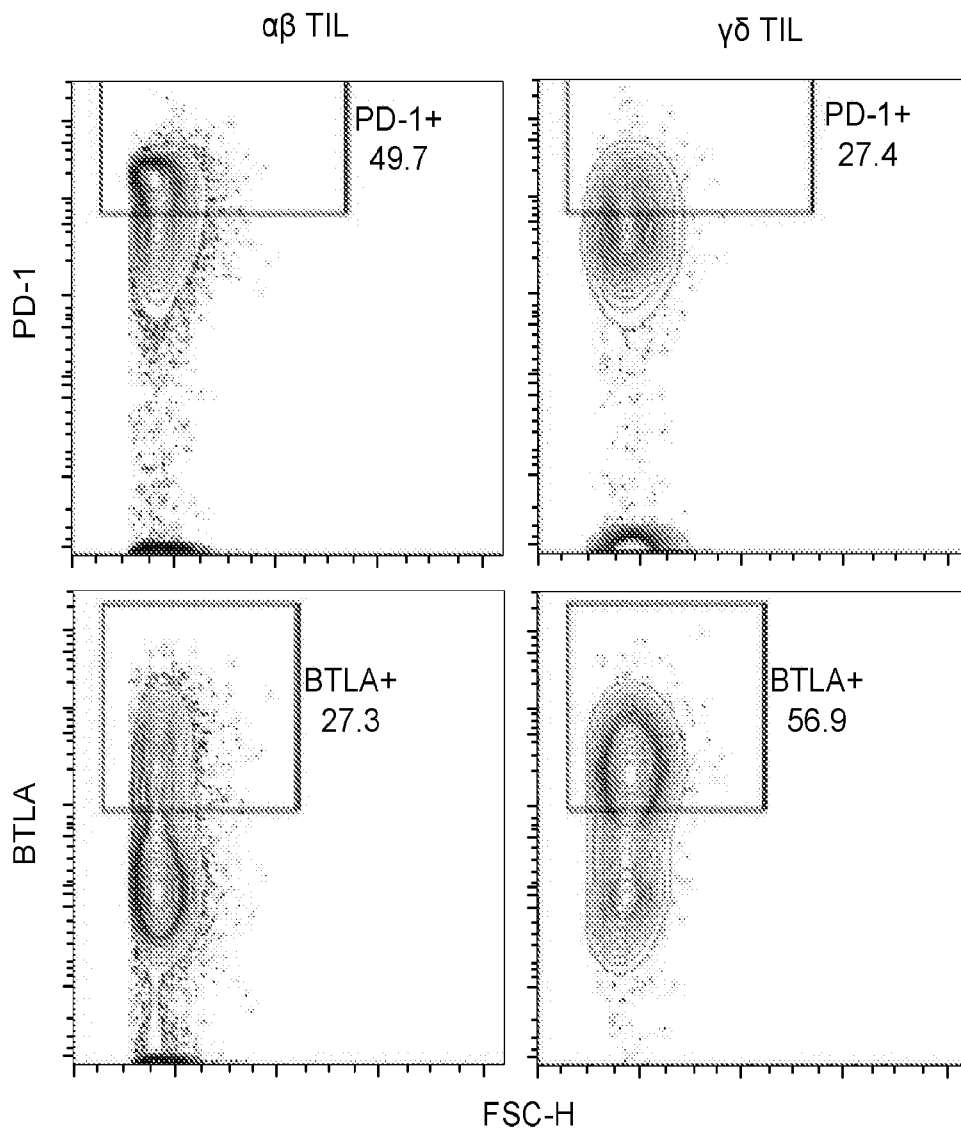 αβ TIL
γδ TIL
PD-1
PD-1+
49.7
PD-1+
27.4
BTLA
BTLA+
27.3
BTLA+
56.9
FSC-H